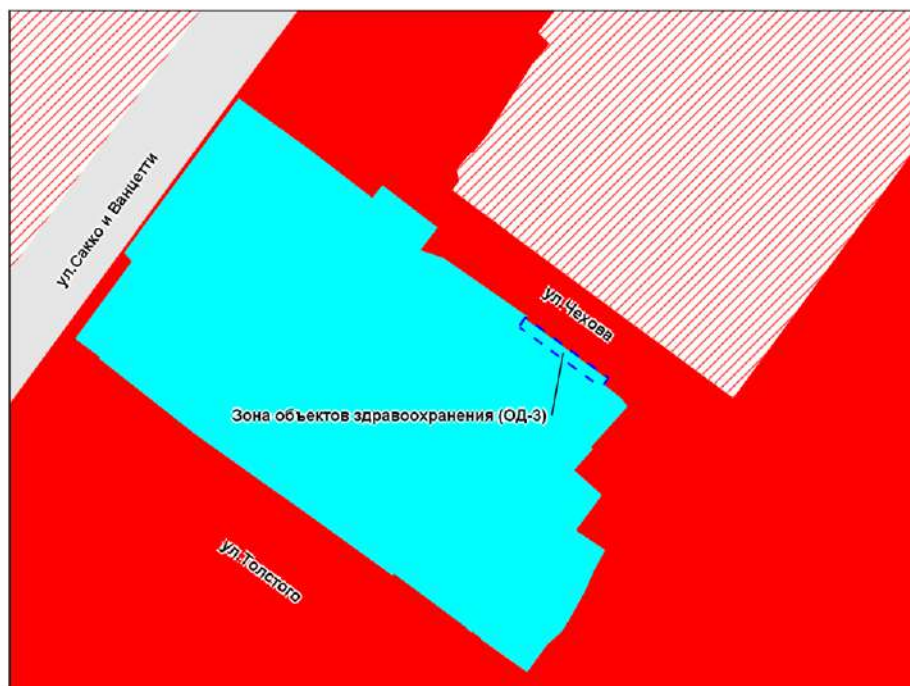 ул.Сакко и Ванцетти
ул.Чехова
Зона объектов здравоохранения (ОД-3)
ул.Толстого